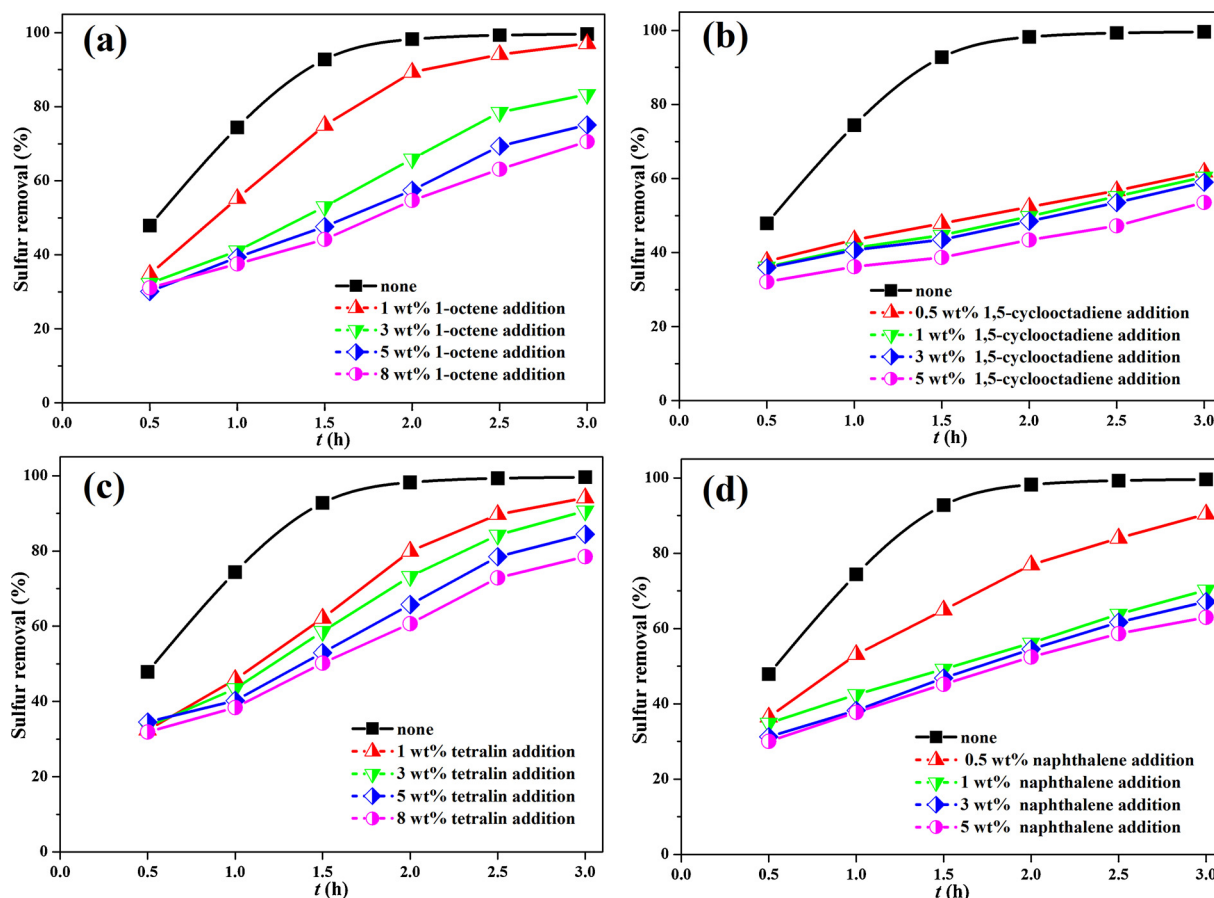 (a)
Sulfur removal (%)
100
80
60
40
20
0
none
1 wt% 1-octene addition
3 wt% 1-octene addition
5 wt% 1-octene addition
8 wt% 1-octene addition
0.0 0.5 1.0 1.5 2.0 2.5 3.0
t (h)
(b)
Sulfur removal (%)
100
80
60
40
20
0
none
0.5 wt% 1,5-cyclooctadiene addition
1 wt% 1,5-cyclooctadiene addition
3 wt% 1,5-cyclooctadiene addition
5 wt% 1,5-cyclooctadiene addition
0.0 0.5 1.0 1.5 2.0 2.5 3.0
t (h)
(c)
Sulfur removal (%)
100
80
60
40
20
0
none
1 wt% tetralin addition
3 wt% tetralin addition
5 wt% tetralin addition
8 wt% tetralin addition
0.0 0.5 1.0 1.5 2.0 2.5 3.0
t (h)
(d)
Sulfur removal (%)
100
80
60
40
20
0
none
0.5 wt% naphthalene addition
1 wt% naphthalene addition
3 wt% naphthalene addition
5 wt% naphthalene addition
0.0 0.5 1.0 1.5 2.0 2.5 3.0
t (h)